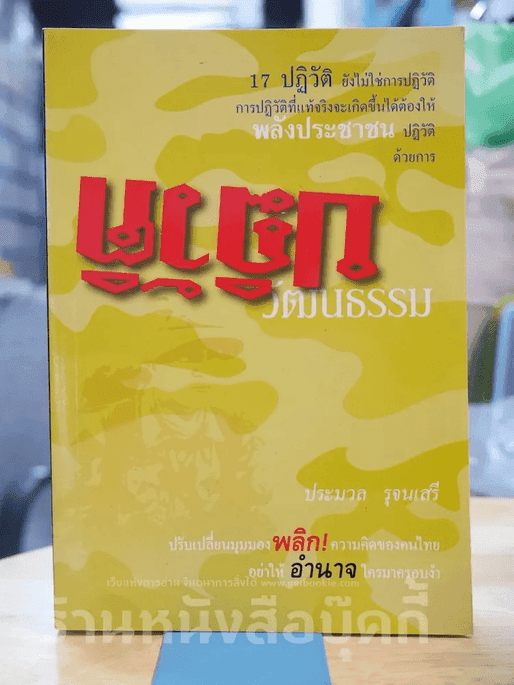 17 ปฏิวัติ ยังไม่ใช่การปฏิวัติ
การปฏิวัติที่แท้จริงจะเกิดขึ้นได้ต้องให้
พลังประชาชน ปฏิวัติ
ด้วยการ
ปฏิวัติ
วัฒนธรรม
ประมวล รุจนเสรี
ปรับเปลี่ยนมุมมอง พลิก! ความคิดของคนไทย
อย่าให้ อำนาจ ใครมาครอบงำ
ร้านหนังสือบุ๊คกี้